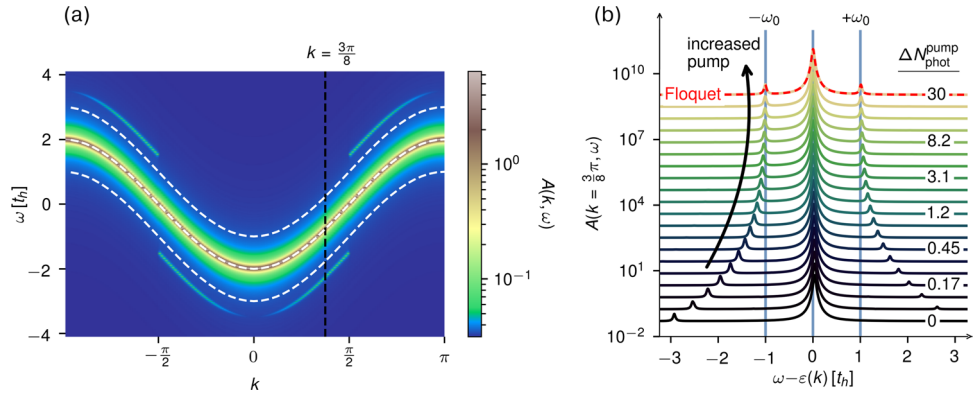 (a)
k = 3π/8
4
2
0
−2
−4
ω [t_h]
−π/2
0
π/2
π
k
10^0
10^−1
A(k, ω)
(b)
−ω_0
+ω_0
increased
pump
ΔN_phot^pump
Floquet
30
8.2
3.1
1.2
0.45
0.17
0
10^10
10^7
10^4
10^1
10^−2
A(k = 3/8 π, ω)
−3
−2
−1
0
1
2
3
ω−ε(k) [t_h]